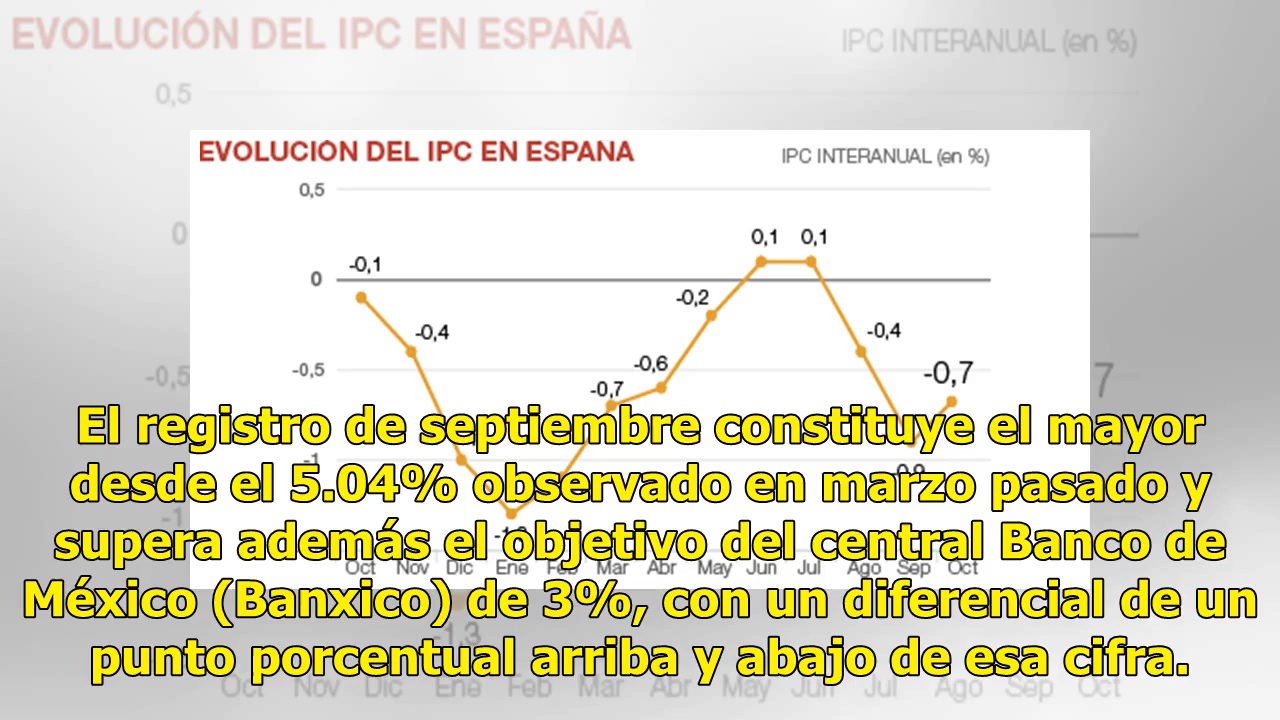 EVOLUCIÓN DEL IPC EN ESPAÑA
IPC INTERANUAL (en %)
0,5
0
-0,5
7
-1
-1,3
Oct Nov Dic Ene Feb Mar Abr May Jun Jul Ago Sep Oct
EVOLUCION DEL IPC EN ESPANA
IPC INTERANUAL (en %)
0,5
0,1 0,1
-0,1
0
-0,2
-0,4 -0,4
-0,6
-0,5
-0,7
-0,7
-1
Oct Nov Dic Ene Feb Mar Abr May Jun Jul Ago Sep Oct
El registro de septiembre constituye el mayor
desde el 5.04% observado en marzo pasado y
supera además el objetivo del central Banco de
México (Banxico) de 3%, con un diferencial de un
punto porcentual arriba y abajo de esa cifra.